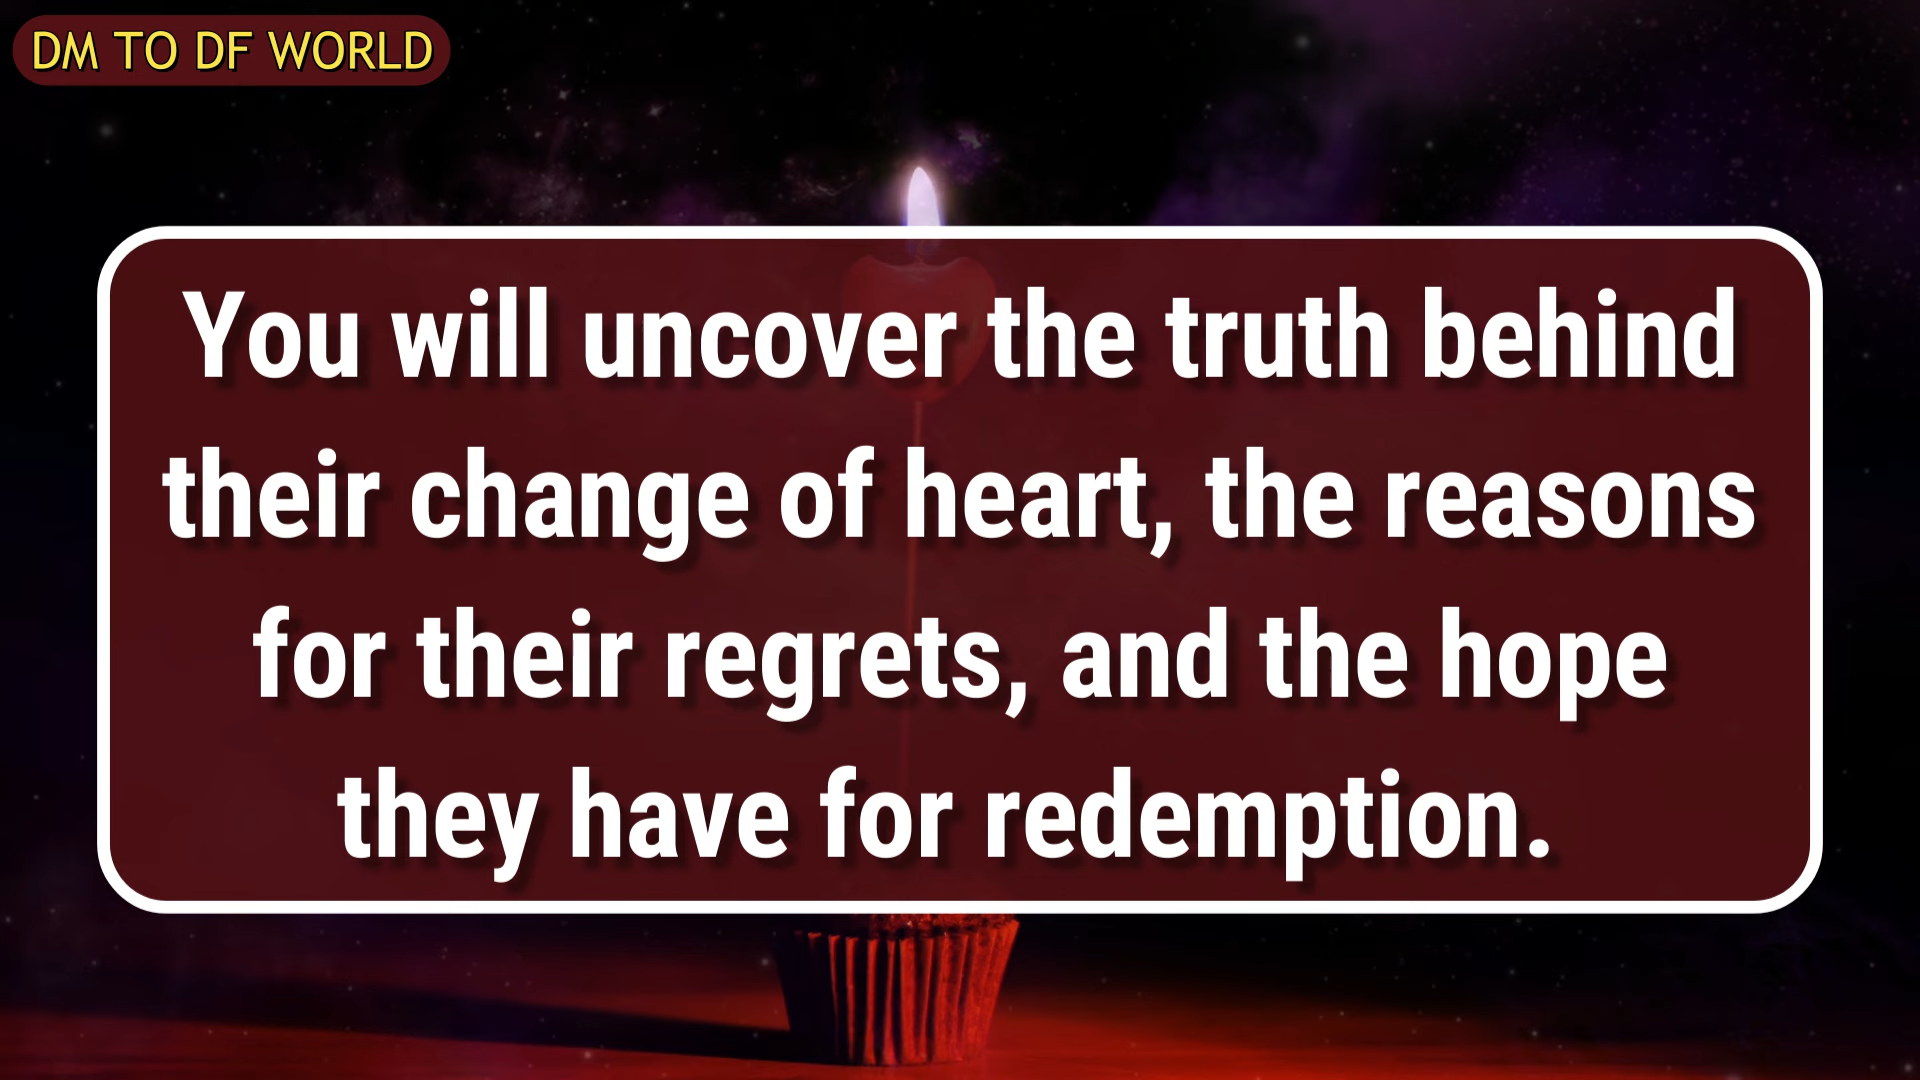 DM TO DF WORLD
You will uncover the truth behind
their change of heart, the reasons
for their regrets, and the hope
they have for redemption.